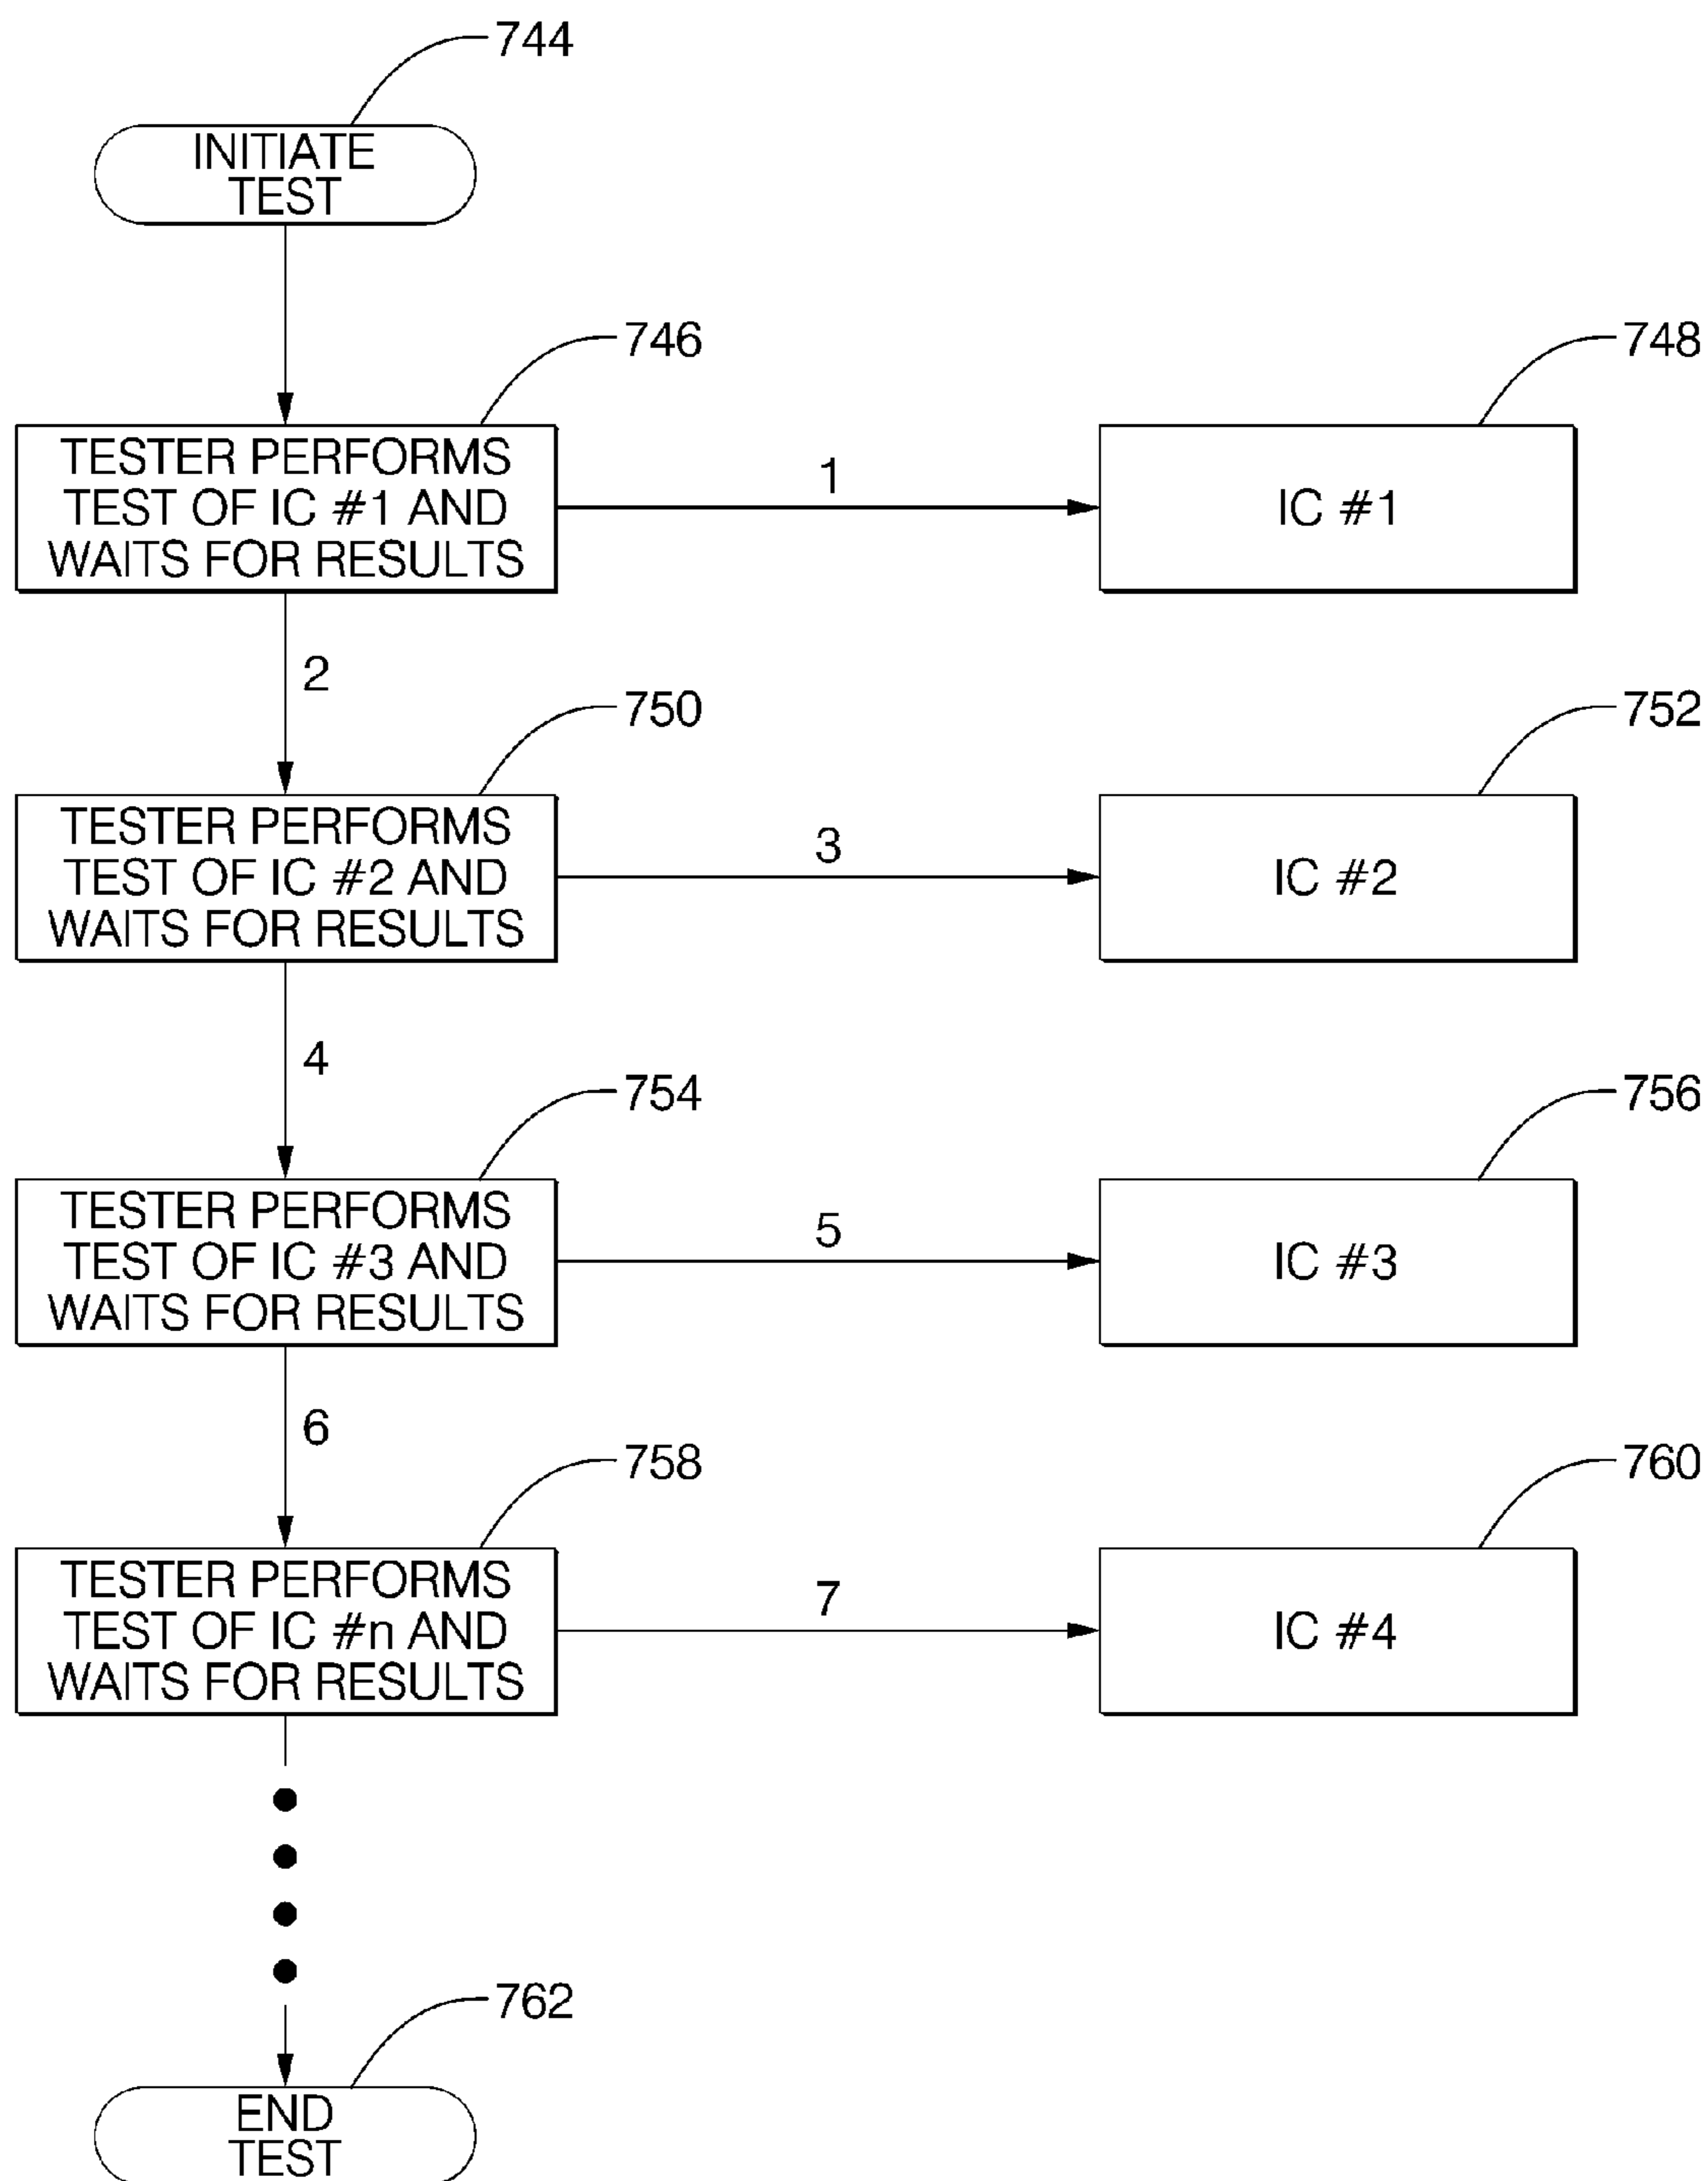 744
INITIATE
TEST
746
748
TESTER PERFORMS
TEST OF IC #1 AND
WAITS FOR RESULTS
1
IC #1
2
750
752
TESTER PERFORMS
TEST OF IC #2 AND
WAITS FOR RESULTS
3
IC #2
4
754
756
TESTER PERFORMS
TEST OF IC #3 AND
WAITS FOR RESULTS
5
IC #3
6
758
760
TESTER PERFORMS
TEST OF IC #n AND
WAITS FOR RESULTS
7
IC #4
762
END
TEST